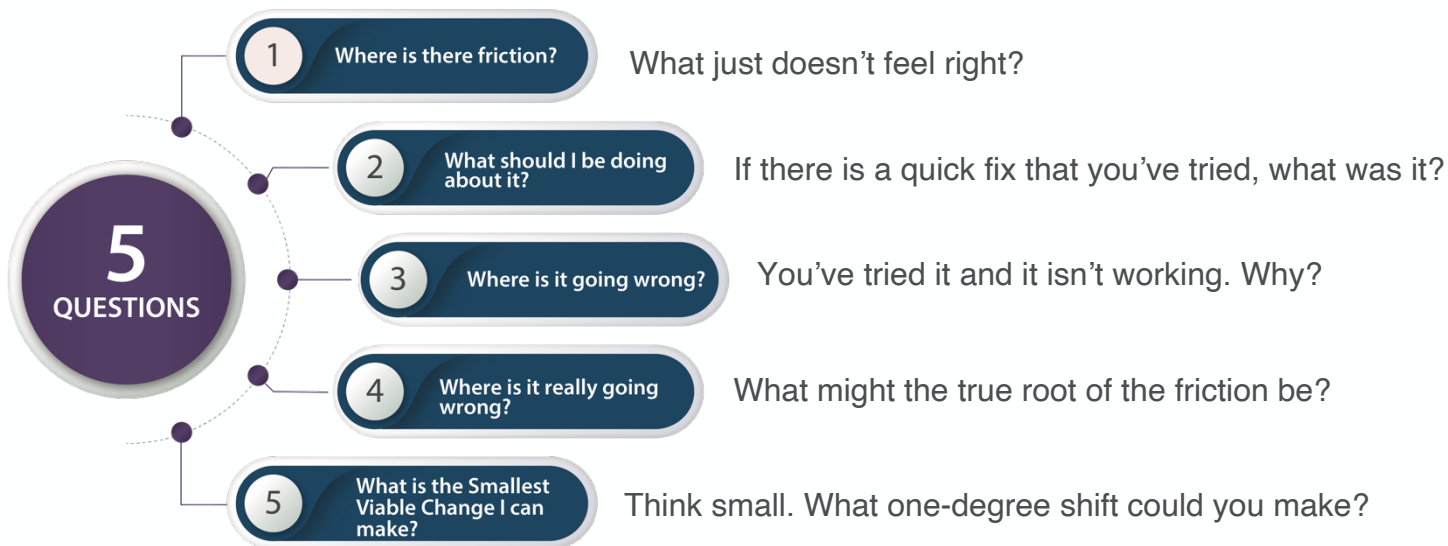 5
QUESTIONS
1
Where is there friction?
What just doesn’t feel right?
2
What should I be doing
about it?
If there is a quick fix that you’ve tried, what was it?
3
Where is it going wrong?
You’ve tried it and it isn’t working. Why?
4
Where is it really going
wrong?
What might the true root of the friction be?
5
What is the Smallest
Viable Change I can
make?
Think small. What one-degree shift could you make?